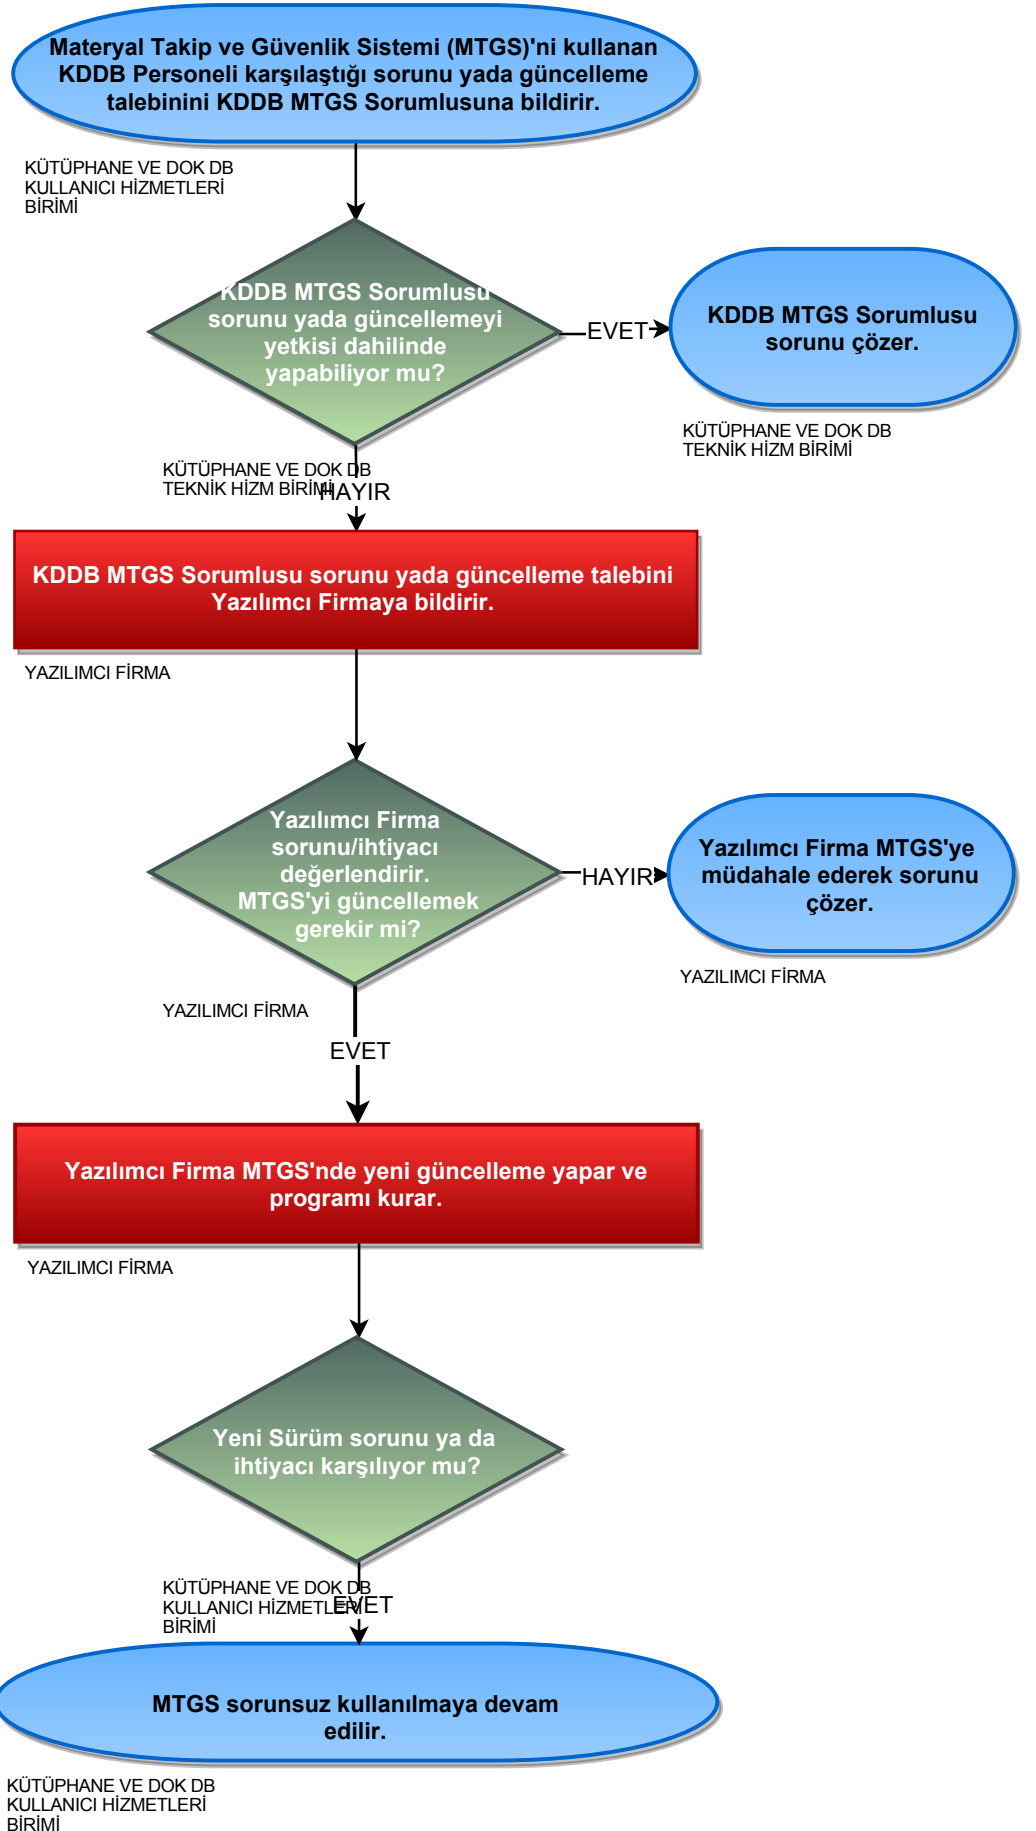 Materyal Takip ve Güvenlik Sistemi (MTGS)'ni kullanan
KDDB Personeli karşılaştığı sorunu yada güncelleme
talebinini KDDB MTGS Sorumlusuna bildirir.
KÜTÜPHANE VE DOK DB
KULLANICI HİZMETLERİ
BİRİMİ
KDDB MTGS Sorumlusu
sorunu yada güncellemeyi
yetkisi dahilinde
yapabiliyor mu?
EVET
KDDB MTGS Sorumlusu
sorunu çözer.
KÜTÜPHANE VE DOK DB
TEKNİK HİZM BİRİMİ
KÜTÜPHANE VE DOK DB
TEKNİK HİZM BİRİMİ
HAYIR
KDDB MTGS Sorumlusu sorunu yada güncelleme talebini
Yazılımcı Firmaya bildirir.
YAZILIMCI FİRMA
Yazılımcı Firma
sorunu/ihtiyacı
değerlendirir.
MTGS'yi güncellemek
gerekir mi?
HAYIR
Yazılımcı Firma MTGS'ye
müdahale ederek sorunu
çözer.
YAZILIMCI FİRMA
YAZILIMCI FİRMA
EVET
Yazılımcı Firma MTGS'nde yeni güncelleme yapar ve
programı kurar.
YAZILIMCI FİRMA
Yeni Sürüm sorunu ya da
ihtiyacı karşılıyor mu?
KÜTÜPHANE VE DOK DB
KULLANICI HİZMETLERİ
BİRİMİ
EVET
MTGS sorunsuz kullanılmaya devam
edilir.
KÜTÜPHANE VE DOK DB
KULLANICI HİZMETLERİ
BİRİMİ